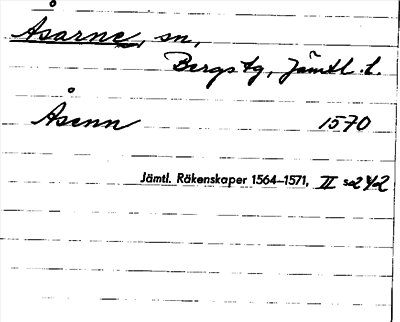 Åsarne, sn,
Bergs tg, Jämtl. l.
Åsenn 1570
Jämtl. Räkenskaper 1564–1571, II s. 242